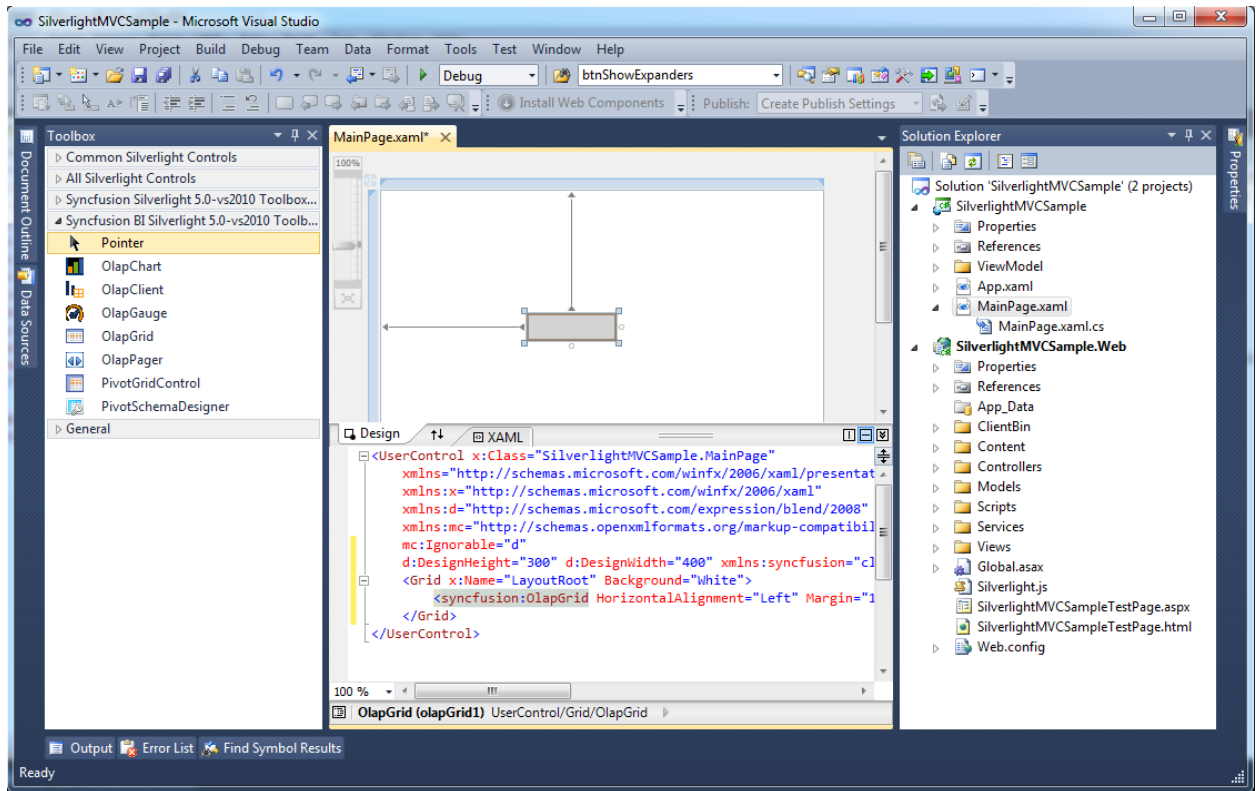 SilverlightMVCSample - Microsoft Visual Studio
File Edit View Project Build Debug Team Data Format Tools Test Window Help
Debug btnShowExpanders
Install Web Components Publish: Create Publish Settings
Document Outline
Data Sources
Toolbox
Common Silverlight Controls
All Silverlight Controls
Syncfusion Silverlight 5.0-vs2010 Toolbox...
Syncfusion BI Silverlight 5.0-vs2010 Toolb...
Pointer
OlapChart
OlapClient
OlapGauge
OlapGrid
OlapPager
PivotGridControl
PivotSchemaDesigner
General
MainPage.xaml*
100%
Design XAML
<UserControl x:Class="SilverlightMVCSample.MainPage"
xmlns="http://schemas.microsoft.com/winfx/2006/xaml/presentat
xmlns:x="http://schemas.microsoft.com/winfx/2006/xaml"
xmlns:d="http://schemas.microsoft.com/expression/blend/2008"
xmlns:mc="http://schemas.openxmlformats.org/markup-compatibil
mc:Ignorable="d"
d:DesignHeight="300" d:DesignWidth="400" xmlns:syncfusion="cl
<Grid x:Name="LayoutRoot" Background="White">
<syncfusion:OlapGrid HorizontalAlignment="Left" Margin="1
</Grid>
</UserControl>
100 %
OlapGrid (olapGrid1) UserControl/Grid/OlapGrid
Solution Explorer
Solution 'SilverlightMVCSample' (2 projects)
SilverlightMVCSample
Properties
References
ViewModel
App.xaml
MainPage.xaml
MainPage.xaml.cs
SilverlightMVCSample.Web
Properties
References
App_Data
ClientBin
Content
Controllers
Models
Scripts
Services
Views
Global.asax
Silverlight.js
SilverlightMVCSampleTestPage.aspx
SilverlightMVCSampleTestPage.html
Web.config
Properties
Output Error List Find Symbol Results
Ready